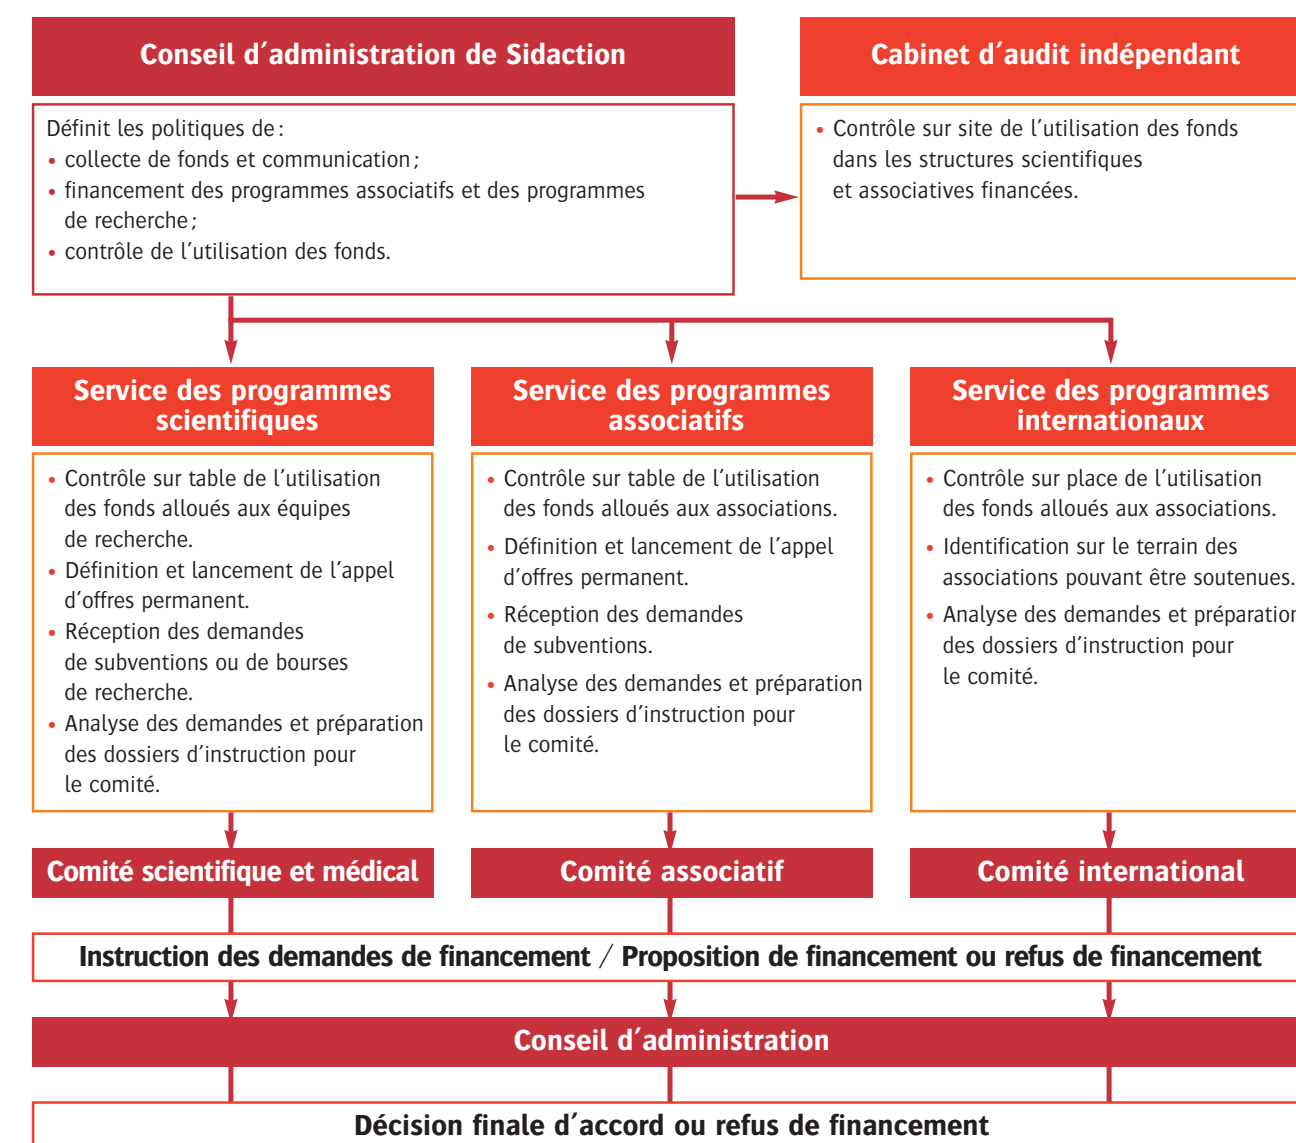 Conseil d’administration de Sidaction
Définit les politiques de :
• collecte de fonds et communication ;
• financement des programmes associatifs et des programmes
de recherche ;
• contrôle de l’utilisation des fonds.
Cabinet d’audit indépendant
• Contrôle sur site de l’utilisation des fonds
dans les structures scientifiques
et associatives financées.
Service des programmes
scientifiques
• Contrôle sur table de l’utilisation
des fonds alloués aux équipes
de recherche.
• Définition et lancement de l’appel
d’offres permanent.
• Réception des demandes
de subventions ou de bourses
de recherche.
• Analyse des demandes et préparation
des dossiers d’instruction pour
le comité.
Service des programmes
associatifs
• Contrôle sur table de l’utilisation
des fonds alloués aux associations.
• Définition et lancement de l’appel
d’offres permanent.
• Réception des demandes
de subventions.
• Analyse des demandes et préparation
des dossiers d’instruction pour
le comité.
Service des programmes
internationaux
• Contrôle sur place de l’utilisation
des fonds alloués aux associations.
• Identification sur le terrain des
associations pouvant être soutenues.
• Analyse des demandes et préparation
des dossiers d’instruction pour
le comité.
Comité scientifique et médical
Comité associatif
Comité international
Instruction des demandes de financement / Proposition de financement ou refus de financement
Conseil d’administration
Décision finale d’accord ou refus de financement